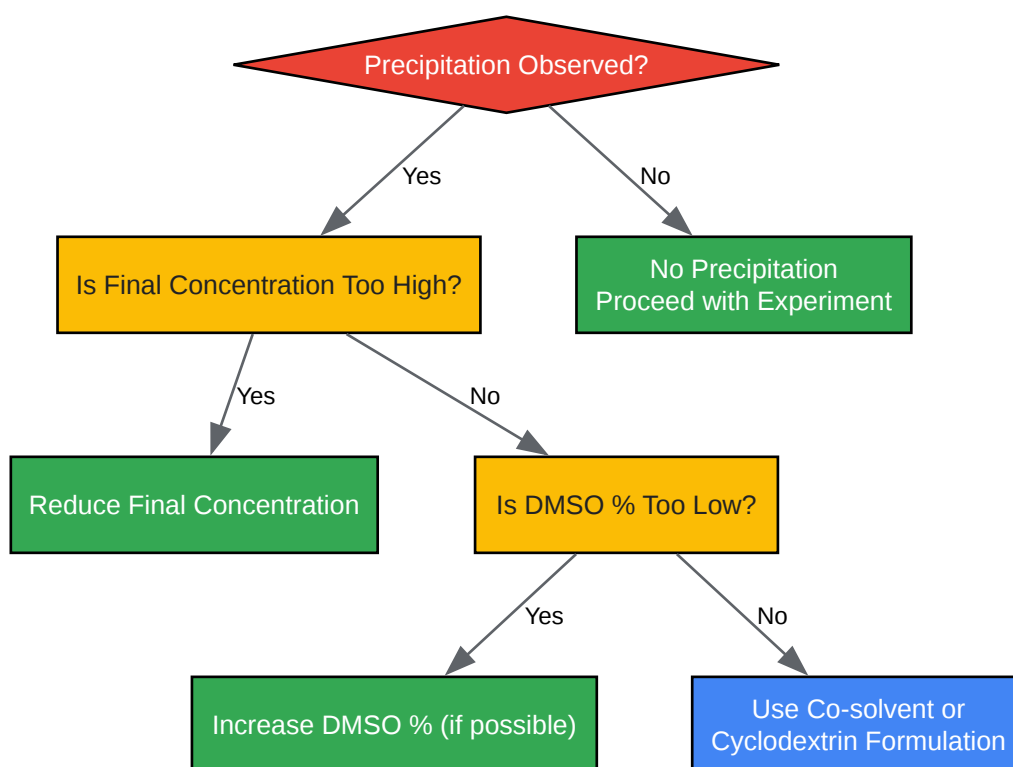 Precipitation Observed?
Yes
No
Is Final Concentration Too High?
No Precipitation
Proceed with Experiment
Yes
No
Reduce Final Concentration
Is DMSO % Too Low?
Yes
No
Increase DMSO % (if possible)
Use Co-solvent or
Cyclodextrin Formulation